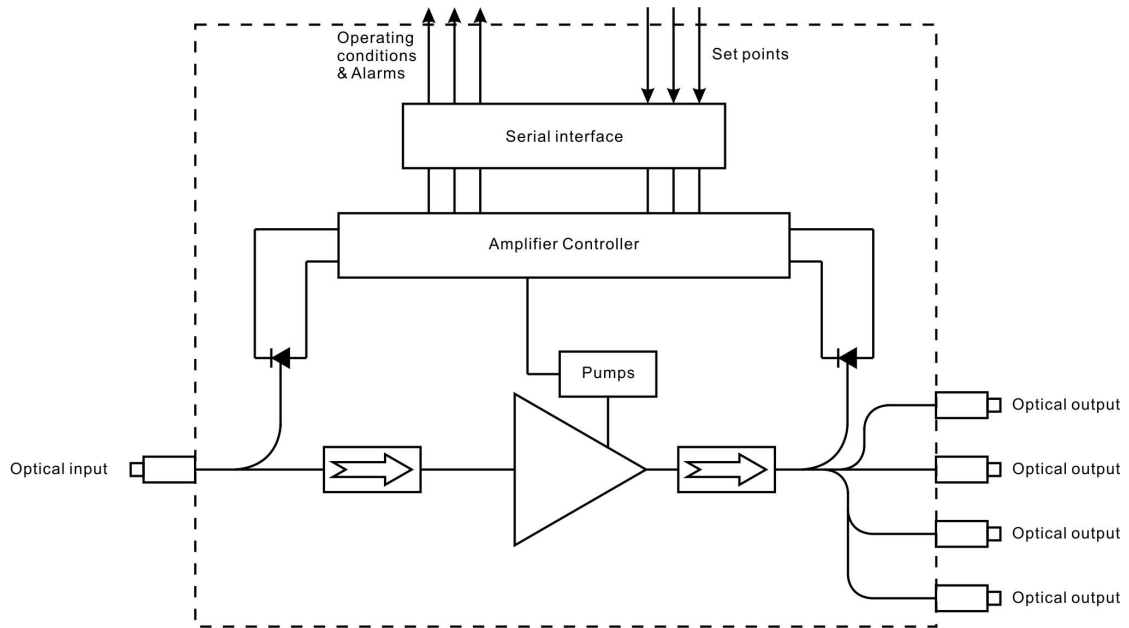 Operating
conditions
& Alarms
Set points
Serial interface
Amplifier Controller
Pumps
Optical input
Optical output
Optical output
Optical output
Optical output